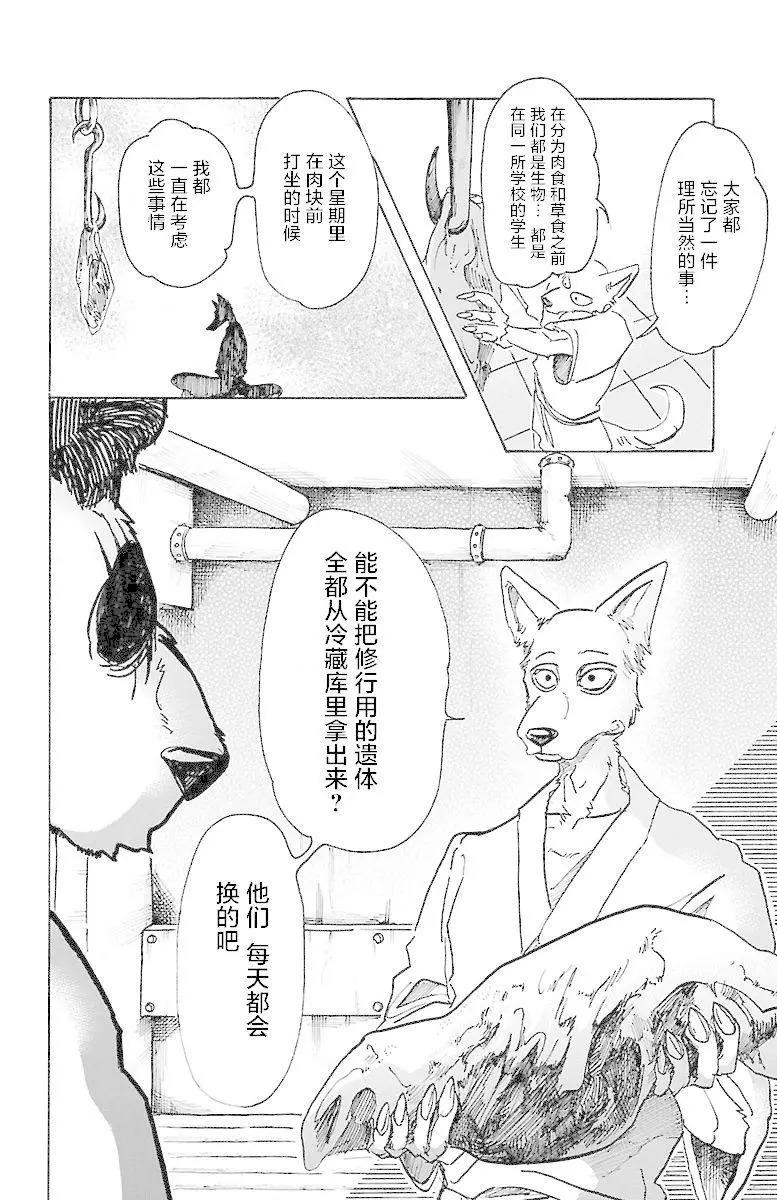 大家都
忘记了一件
理所当然的事…
在分为肉食和草食之前
我们都是生物… 都是
在同一所学校的学生
这个星期里
在肉块前
打坐的时候
我都
一直在考虑
这些事情
能不能把修行用的遗体
全都从冷藏库里拿出来?
他们 每天都会
换的吧